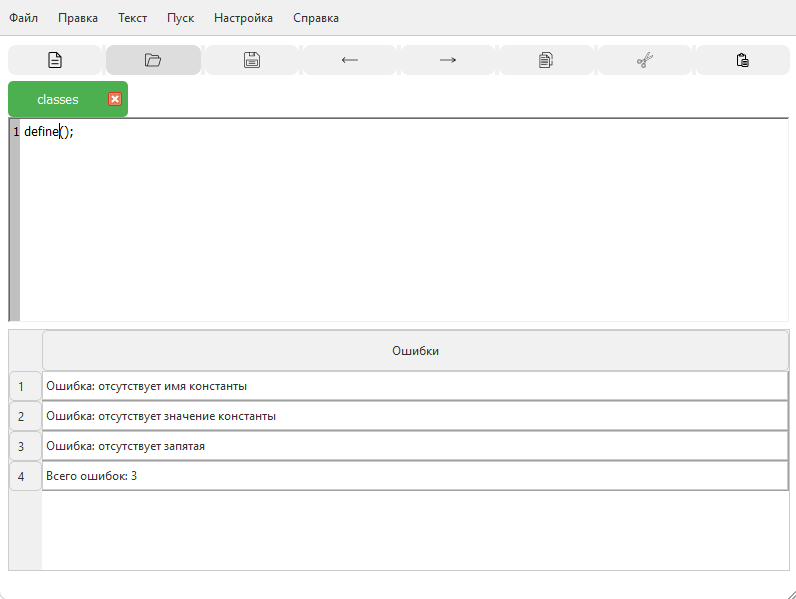 Файл Правка Текст Пуск Настройка Справка
classes
1 define();
Ошибки
1 Ошибка: отсутствует имя константы
2 Ошибка: отсутствует значение константы
3 Ошибка: отсутствует запятая
4 Всего ошибок: 3